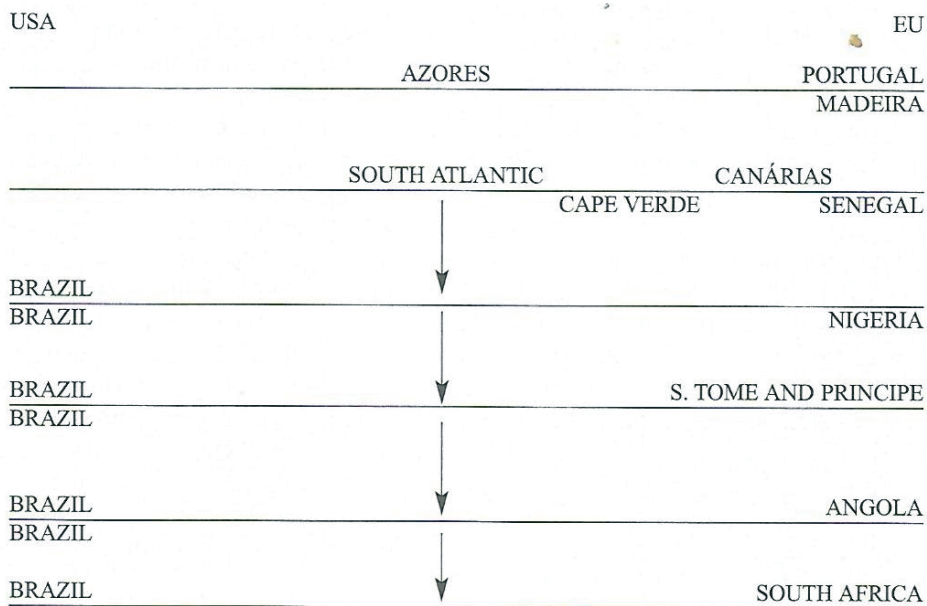 USA EU
AZORES PORTUGAL
MADEIRA
SOUTH ATLANTIC CANÁRIAS
CAPE VERDE SENEGAL
BRAZIL
BRAZIL NIGERIA
BRAZIL S. TOME AND PRINCIPE
BRAZIL
BRAZIL ANGOLA
BRAZIL
BRAZIL SOUTH AFRICA